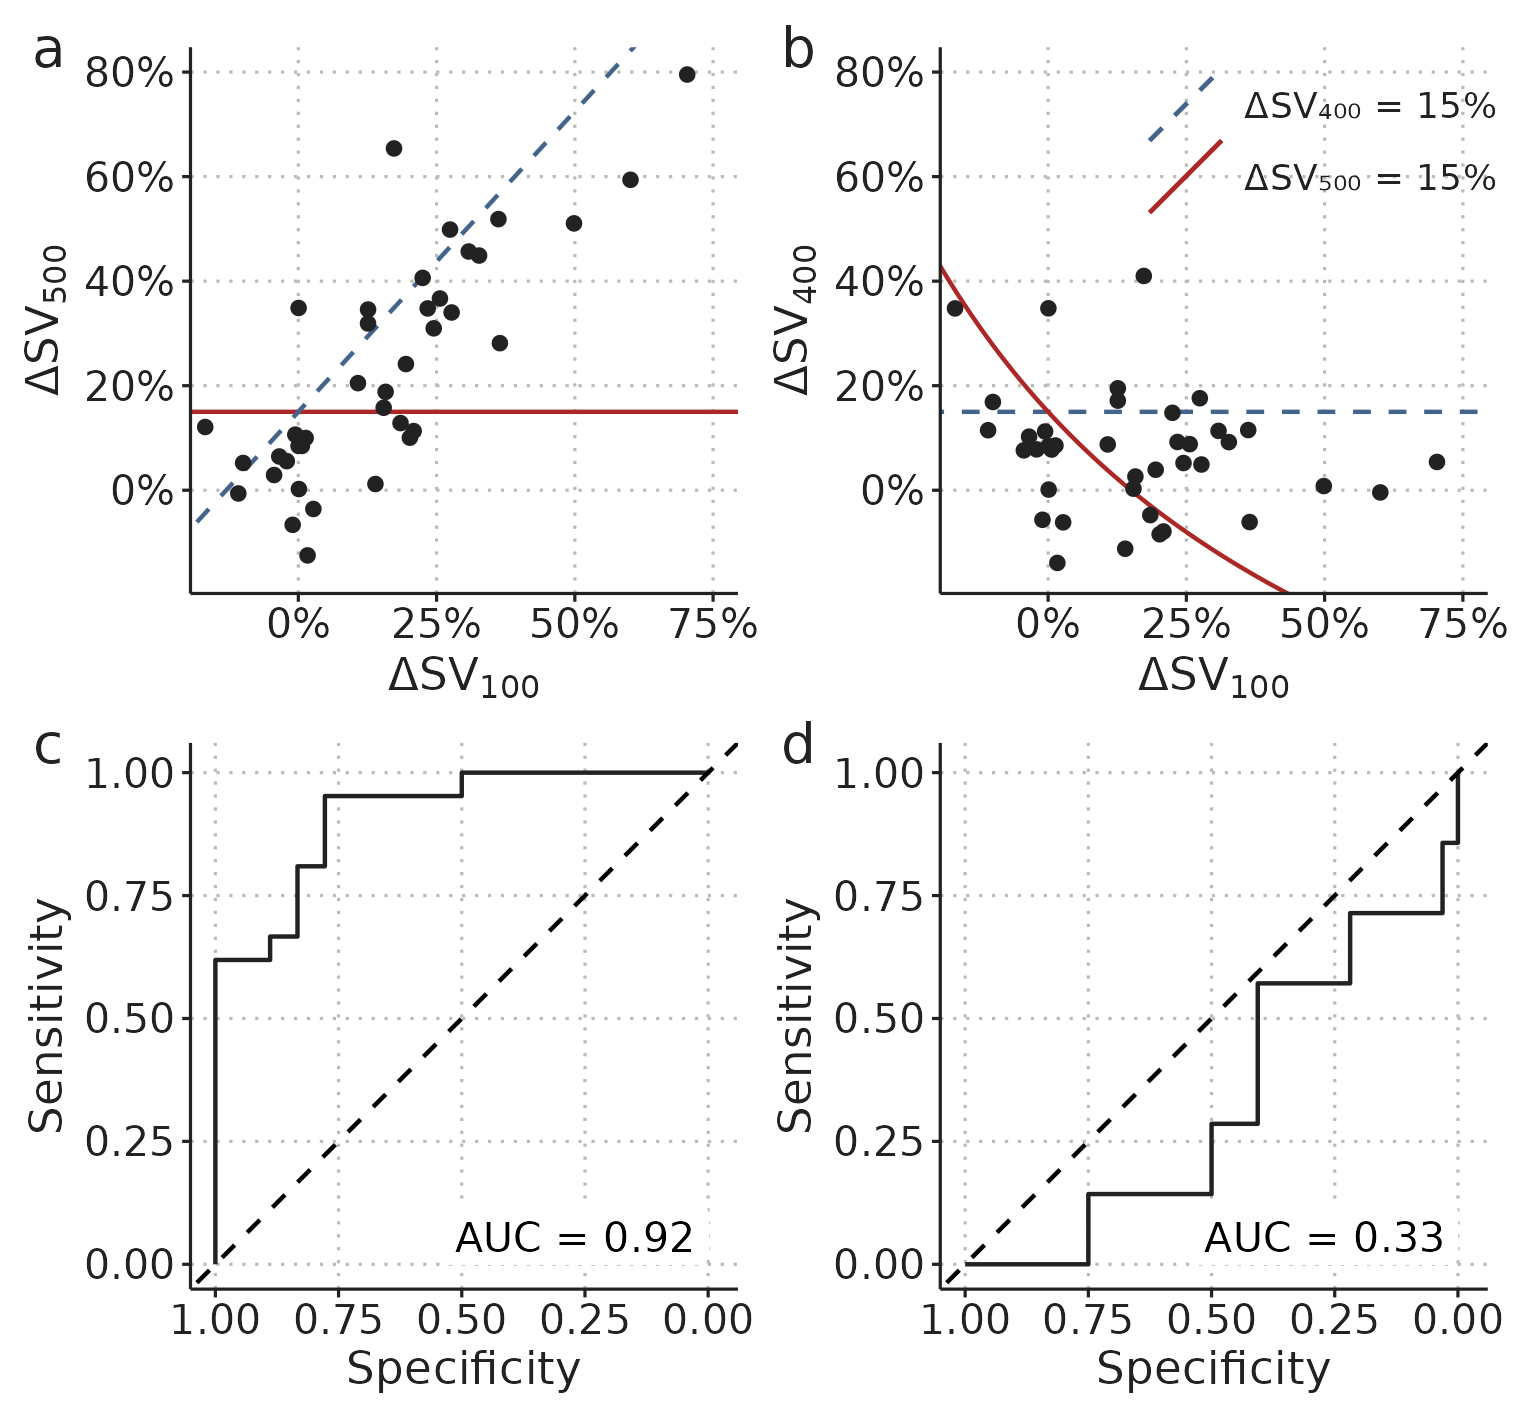 a
80%
60%
40%
20%
0%
ΔSV500
0% 25% 50% 75%
ΔSV100
b
80%
60%
40%
20%
0%
ΔSV400
ΔSV400 = 15%
ΔSV500 = 15%
0% 25% 50% 75%
ΔSV100
c
1.00
0.75
0.50
0.25
0.00
Sensitivity
AUC = 0.92
1.00 0.75 0.50 0.25 0.00
Specificity
d
1.00
0.75
0.50
0.25
0.00
Sensitivity
AUC = 0.33
1.00 0.75 0.50 0.25 0.00
Specificity